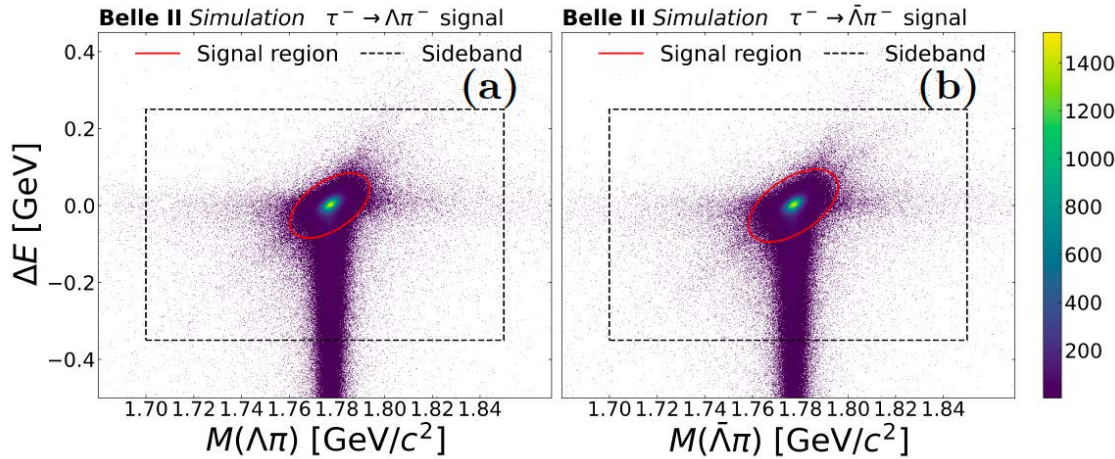 Belle II Simulation τ⁻ → Λπ⁻ signal
Signal region Sideband
(a)
ΔE [GeV]
0.4
0.2
0.0
−0.2
−0.4
1.70 1.72 1.74 1.76 1.78 1.80 1.82 1.84
M(Λπ) [GeV/c²]
Belle II Simulation τ⁻ → Λ̄π⁻ signal
Signal region Sideband
(b)
1.70 1.72 1.74 1.76 1.78 1.80 1.82 1.84
M(Λ̄π) [GeV/c²]
1400
1200
1000
800
600
400
200